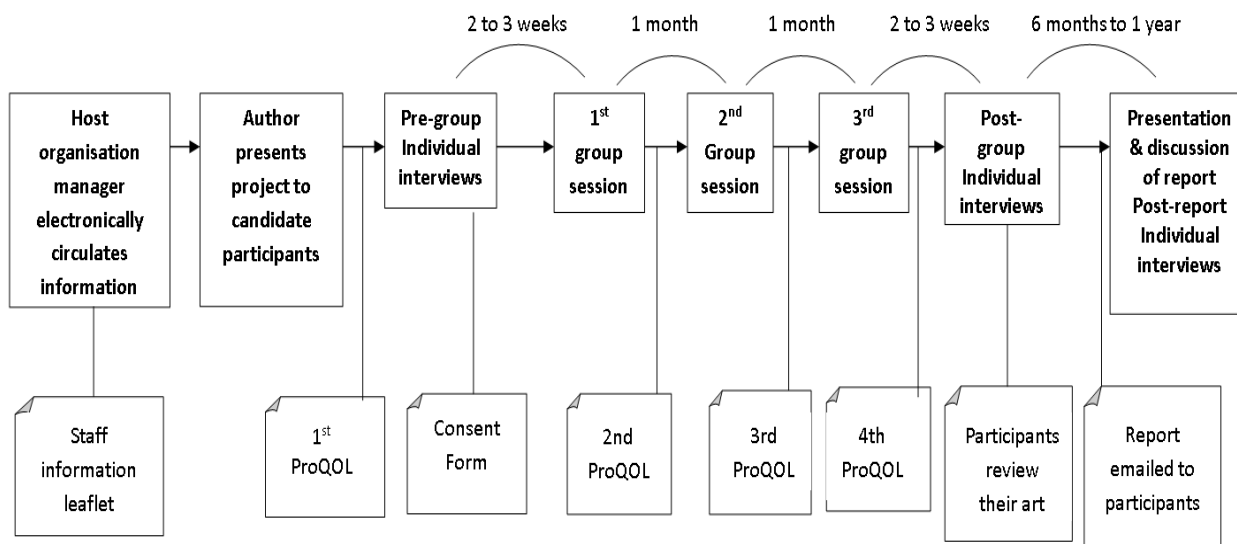 2 to 3 weeks
1 month
1 month
2 to 3 weeks
6 months to 1 year
Host
organisation
manager
electronically
circulates
information
Author
presents
project to
candidate
participants
Pre-group
Individual
interviews
1st
group
session
2nd
Group
session
3rd
group
session
Post-
group
Individual
interviews
Presentation
& discussion
of report
Post-report
Individual
interviews
Staff
information
leaflet
1st
ProQOL
Consent
Form
2nd
ProQOL
3rd
ProQOL
4th
ProQOL
Participants
review
their art
Report
emailed to
participants